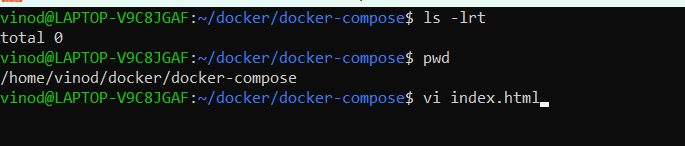 vinod@LAPTOP-V9C8JGAF:~/docker/docker-compose$ ls -lrt
total 0
vinod@LAPTOP-V9C8JGAF:~/docker/docker-compose$ pwd
/home/vinod/docker/docker-compose
vinod@LAPTOP-V9C8JGAF:~/docker/docker-compose$ vi index.html